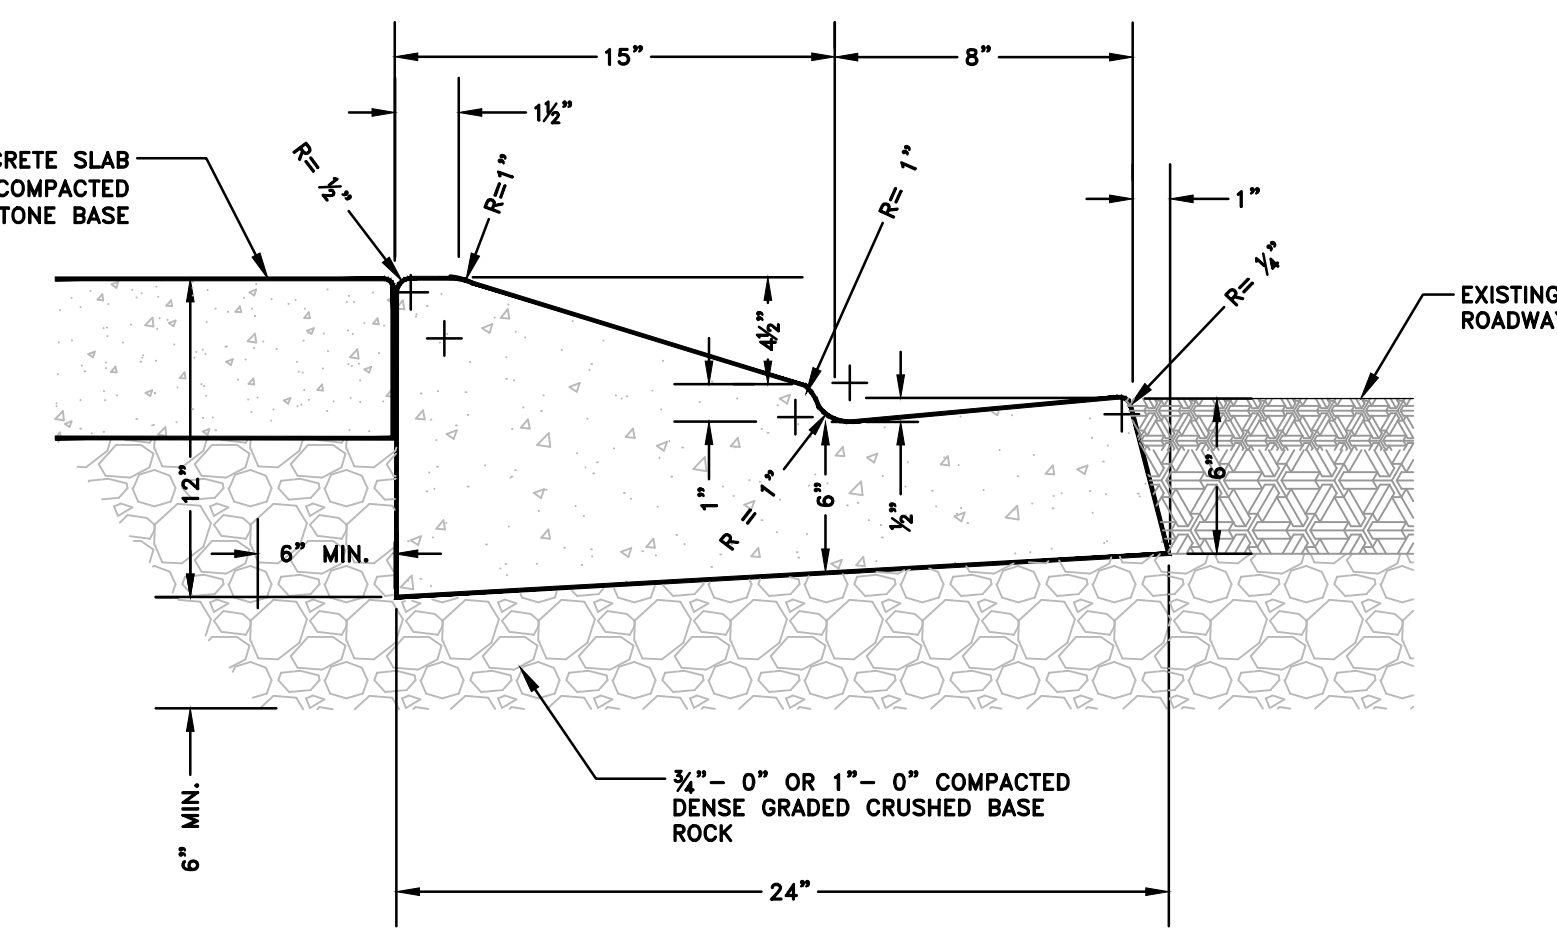 15” 8”
1½”
CRETE SLAB
COMPACTED
TONE BASE
R= ½”
R=1”
R= 1”
1”
R= ¼”
EXISTING
ROADWA
4½”
12”
6” MIN.
1”
R = 1”
6”
½”
6”
6” MIN.
¾”– 0” OR 1”– 0” COMPACTED
DENSE GRADED CRUSHED BASE
ROCK
24”